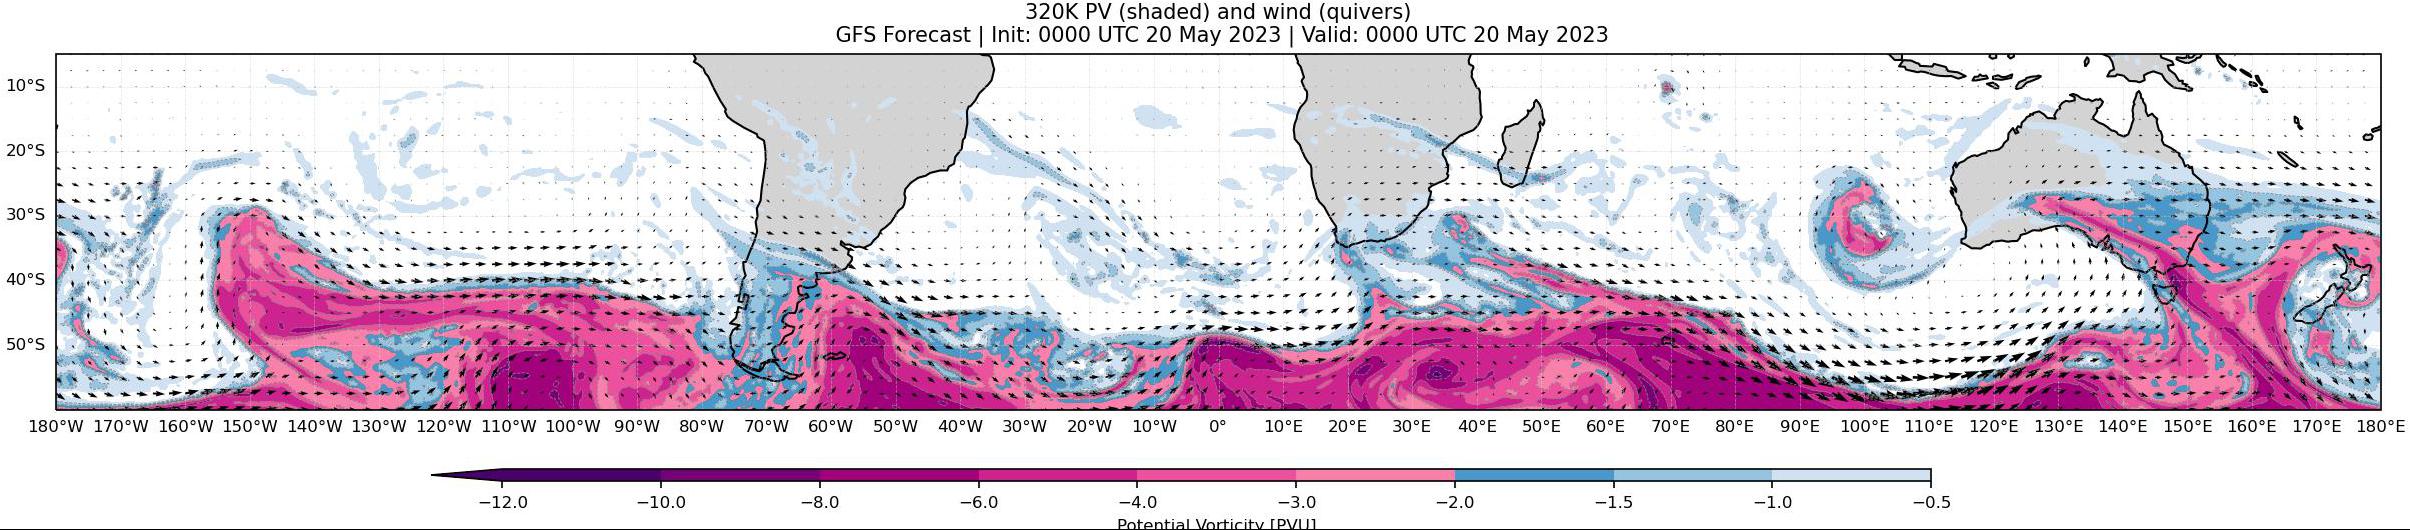 320K PV (shaded) and wind (quivers)
GFS Forecast | Init: 0000 UTC 20 May 2023 | Valid: 0000 UTC 20 May 2023
10°S
20°S
30°S
40°S
50°S
180°W 170°W 160°W 150°W 140°W 130°W 120°W 110°W 100°W 90°W 80°W 70°W 60°W 50°W 40°W 30°W 20°W 10°W 0° 10°E 20°E 30°E 40°E 50°E 60°E 70°E 80°E 90°E 100°E 110°E 120°E 130°E 140°E 150°E 160°E 170°E 180°E
−12.0 −10.0 −8.0 −6.0 −4.0 −3.0 −2.0 −1.5 −1.0 −0.5
Potential Vorticity [PVU]